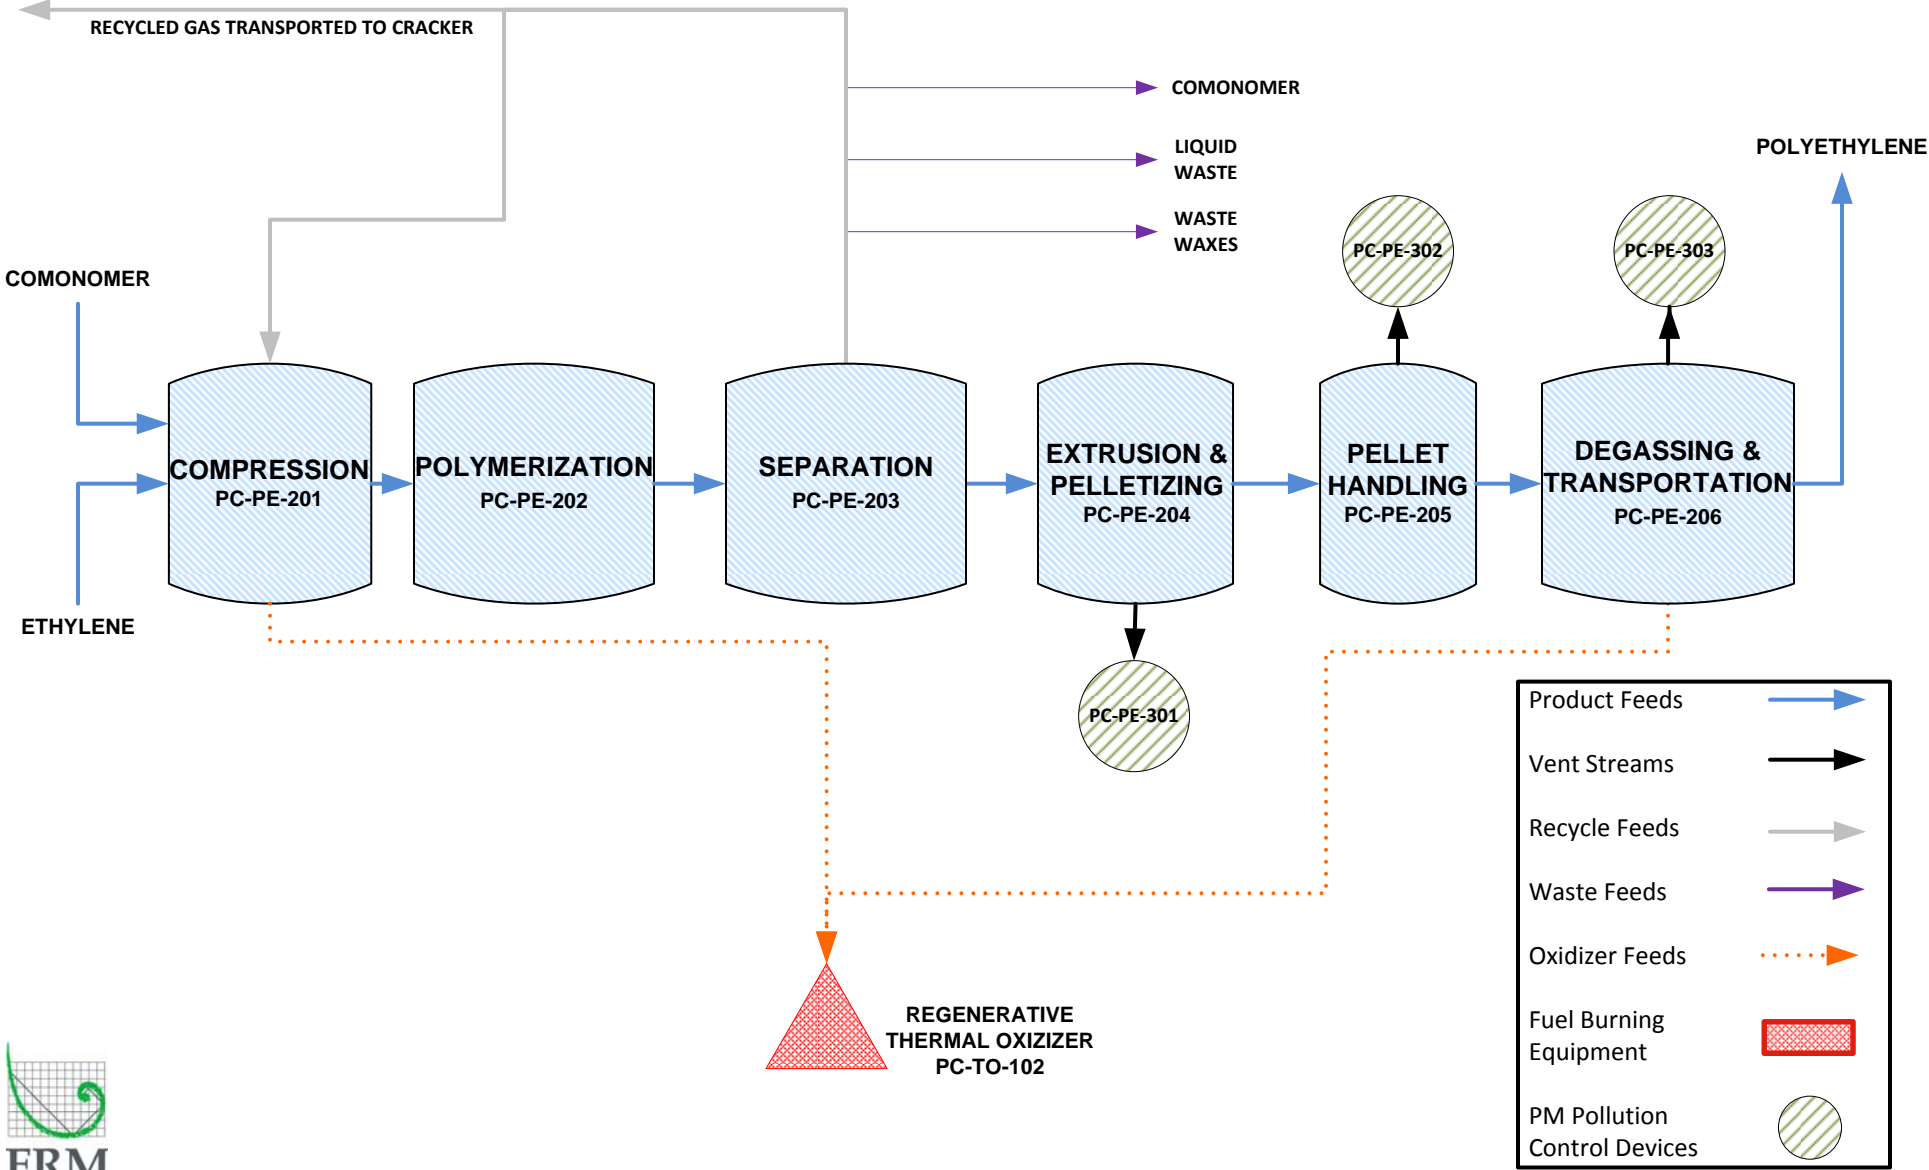 RECYCLED GAS TRANSPORTED TO CRACKER
COMONOMER
LIQUID
WASTE
WASTE
WAXES
POLYETHYLENE
PC-PE-302
PC-PE-303
COMONOMER
ETHYLENE
COMPRESSION
PC-PE-201
POLYMERIZATION
PC-PE-202
SEPARATION
PC-PE-203
EXTRUSION &
PELLETIZING
PC-PE-204
PELLET
HANDLING
PC-PE-205
DEGASSING &
TRANSPORTATION
PC-PE-206
PC-PE-301
REGENERATIVE
THERMAL OXIZIZER
PC-TO-102
Product Feeds
Vent Streams
Recycle Feeds
Waste Feeds
Oxidizer Feeds
Fuel Burning
Equipment
PM Pollution
Control Devices
ERM